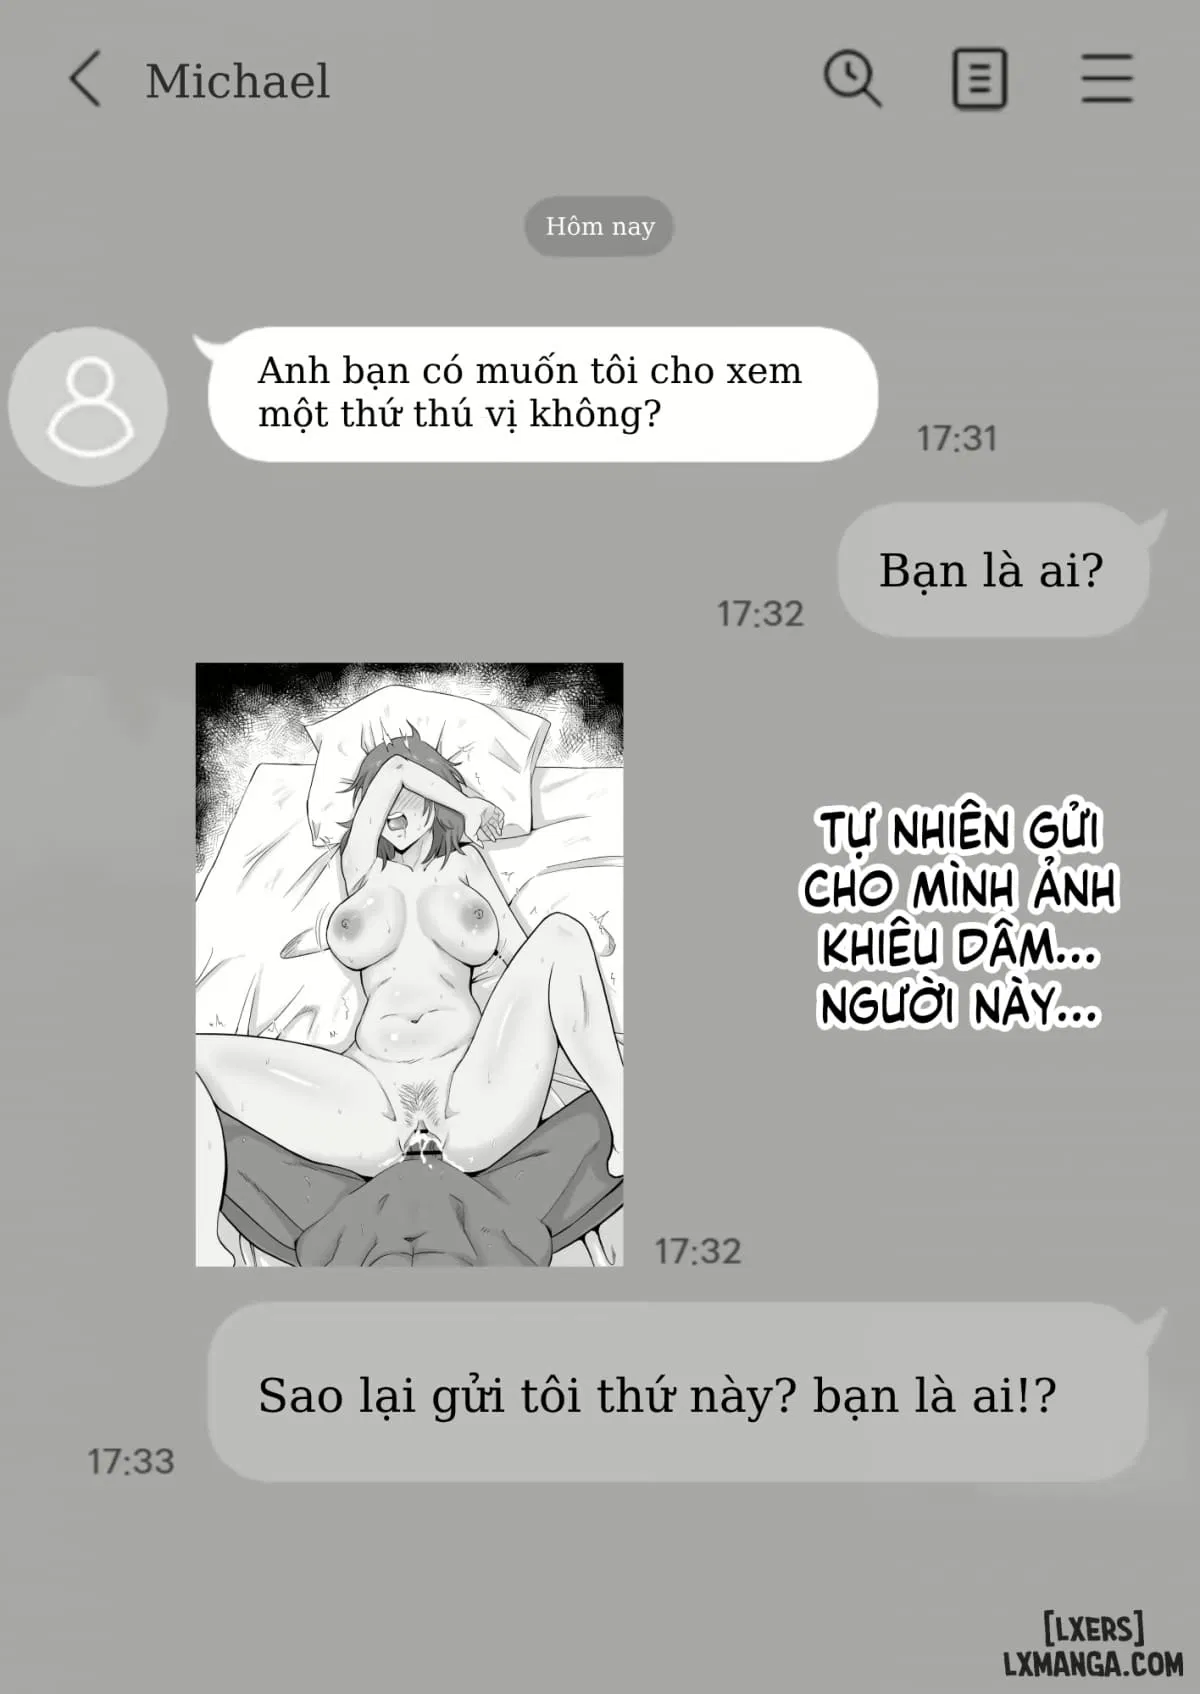 Michael
Hôm nay
Anh bạn có muốn tôi cho xem
một thứ thú vị không?
17:31
Bạn là ai?
17:32
TỰ NHIÊN GỬI
CHO MÌNH ẢNH
KHIÊU DÂM...
NGƯỜI NÀY...
17:32
Sao lại gửi tôi thứ này? bạn là ai!?
17:33
[LXERS]
LXMANGA.COM